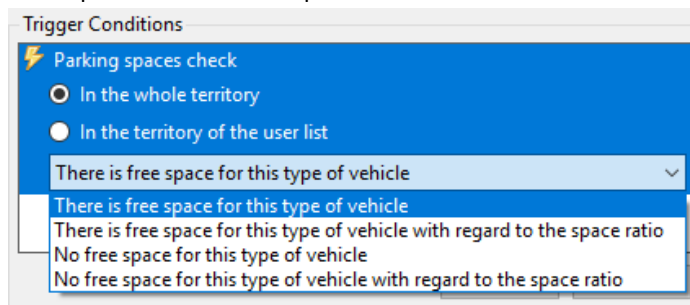 Trigger Conditions
Parking spaces check
In the whole territory
In the territory of the user list
There is free space for this type of vehicle
There is free space for this type of vehicle
There is free space for this type of vehicle with regard to the space ratio
No free space for this type of vehicle
No free space for this type of vehicle with regard to the space ratio